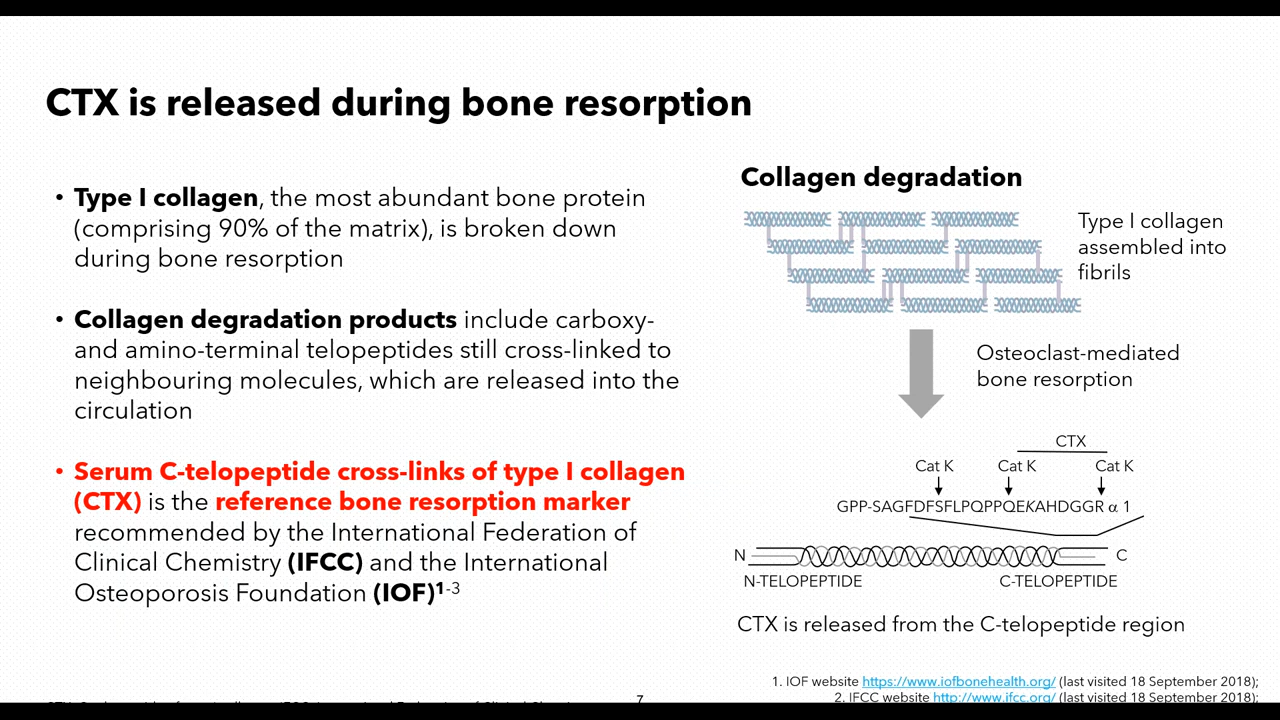 CTX is released during bone resorption
• Type I collagen, the most abundant bone protein
(comprising 90% of the matrix), is broken down
during bone resorption
• Collagen degradation products include carboxy-
and amino-terminal telopeptides still cross-linked to
neighbouring molecules, which are released into the
circulation
• Serum C-telopeptide cross-links of type I collagen
(CTX) is the reference bone resorption marker
recommended by the International Federation of
Clinical Chemistry (IFCC) and the International
Osteoporosis Foundation (IOF)1-3
Collagen degradation
Type I collagen
assembled into
fibrils
Osteoclast-mediated
bone resorption
CTX
Cat K Cat K Cat K
GPP-SAGFDFSFLPQPPQEKAHDGGR α 1
N C
N-TELOPEPTIDE C-TELOPEPTIDE
CTX is released from the C-telopeptide region
1. IOF website https://www.iofbonehealth.org/ (last visited 18 September 2018);
2. IFCC website http://www.ifcc.org/ (last visited 18 September 2018);
7